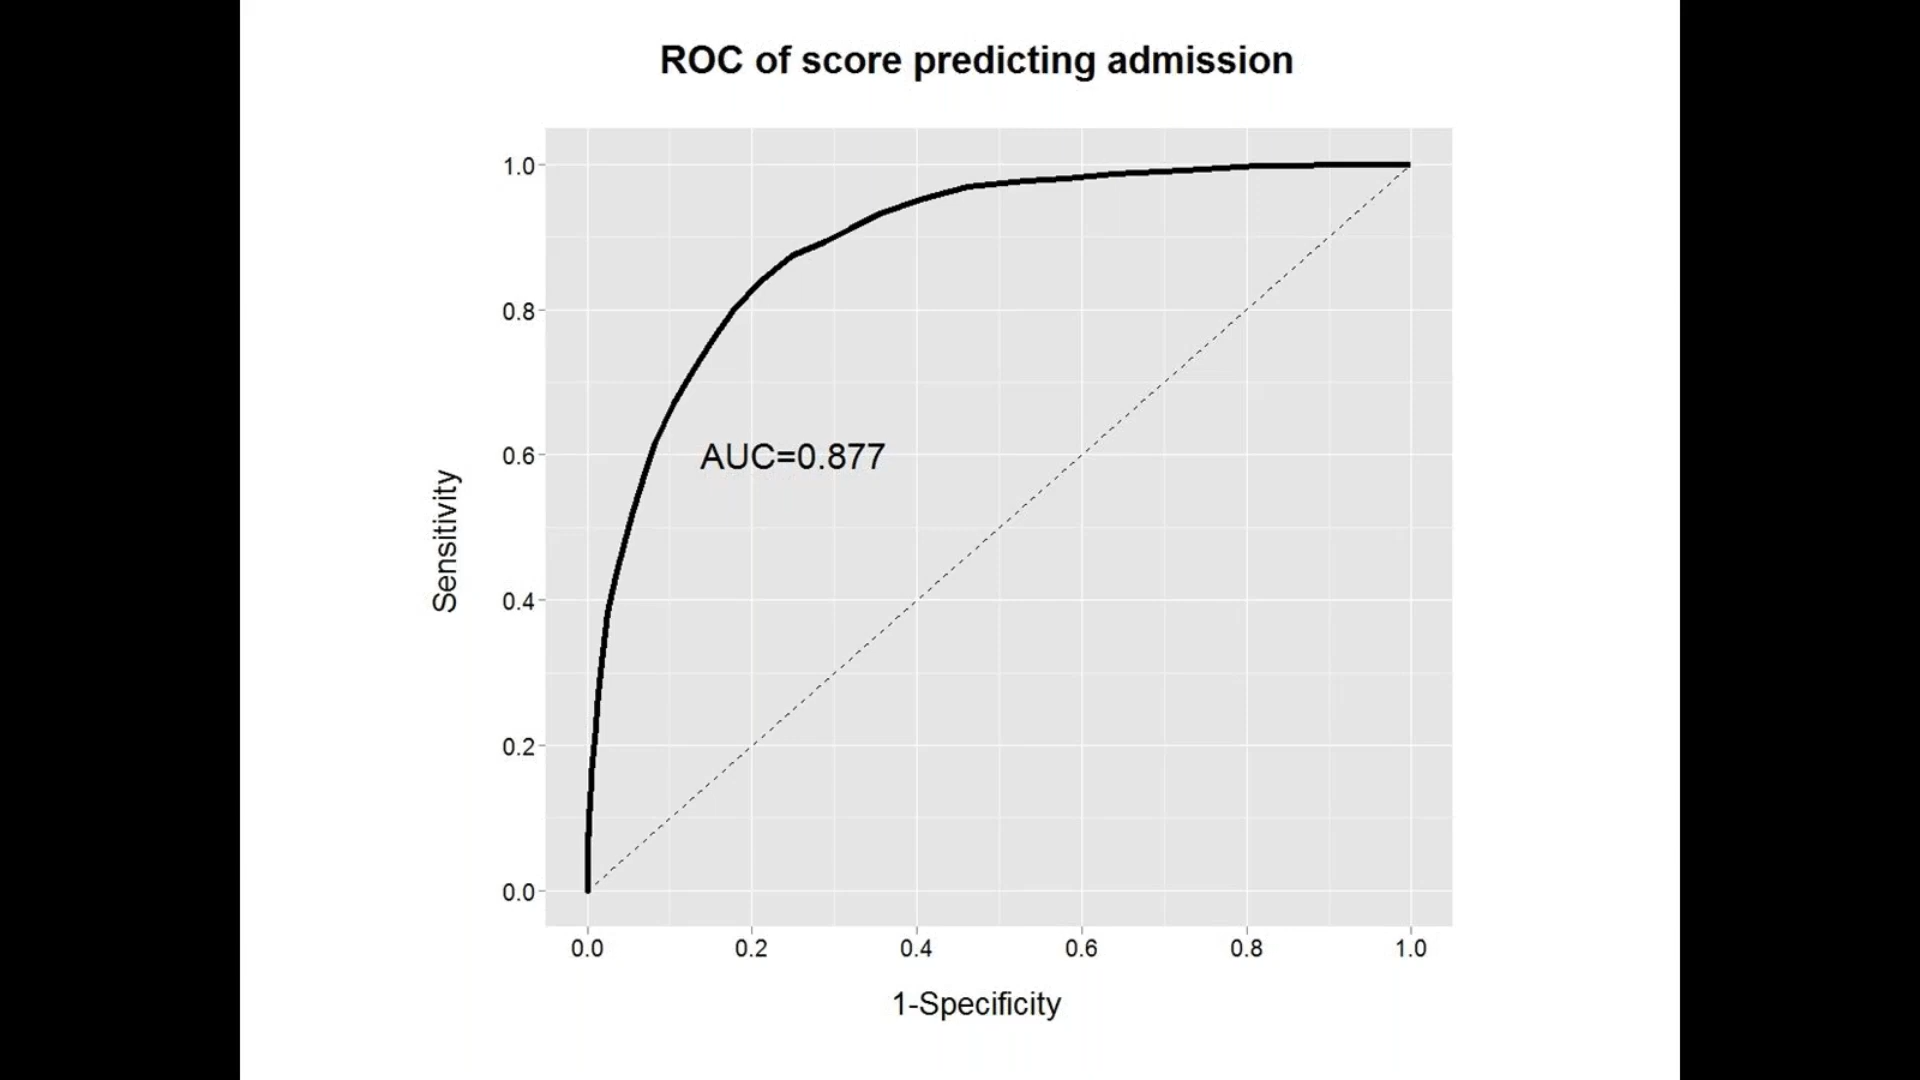 ROC of score predicting admission
1.0
0.8
0.6
0.4
0.2
0.0
Sensitivity
AUC=0.877
0.0 0.2 0.4 0.6 0.8 1.0
1-Specificity